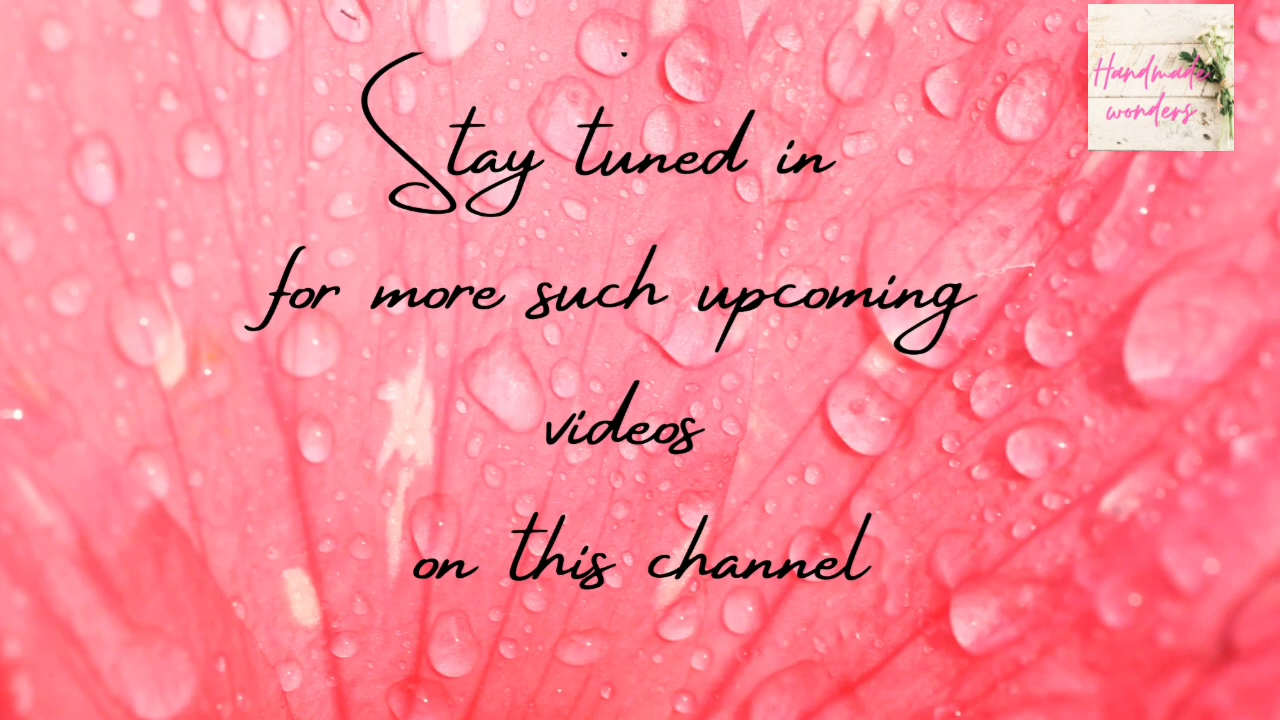 Stay tuned in
for more such upcoming
videos
on this channel
Handmade
wonders